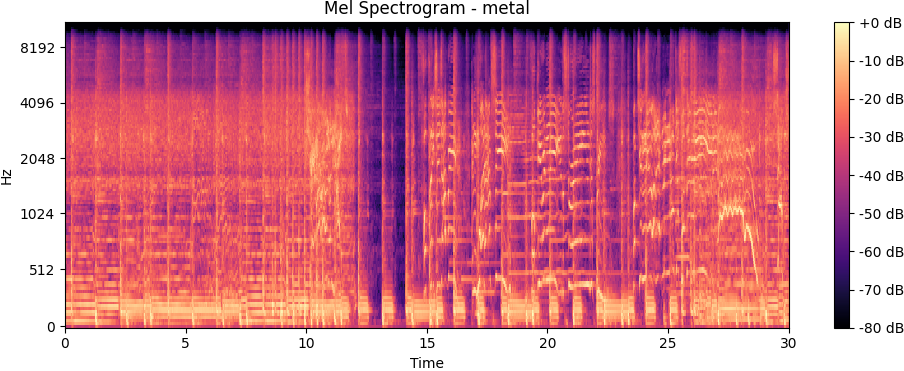 Mel Spectrogram - metal
Hz
8192
4096
2048
1024
512
0
0 5 10 15 20 25 30
Time
+0 dB
-10 dB
-20 dB
-30 dB
-40 dB
-50 dB
-60 dB
-70 dB
-80 dB